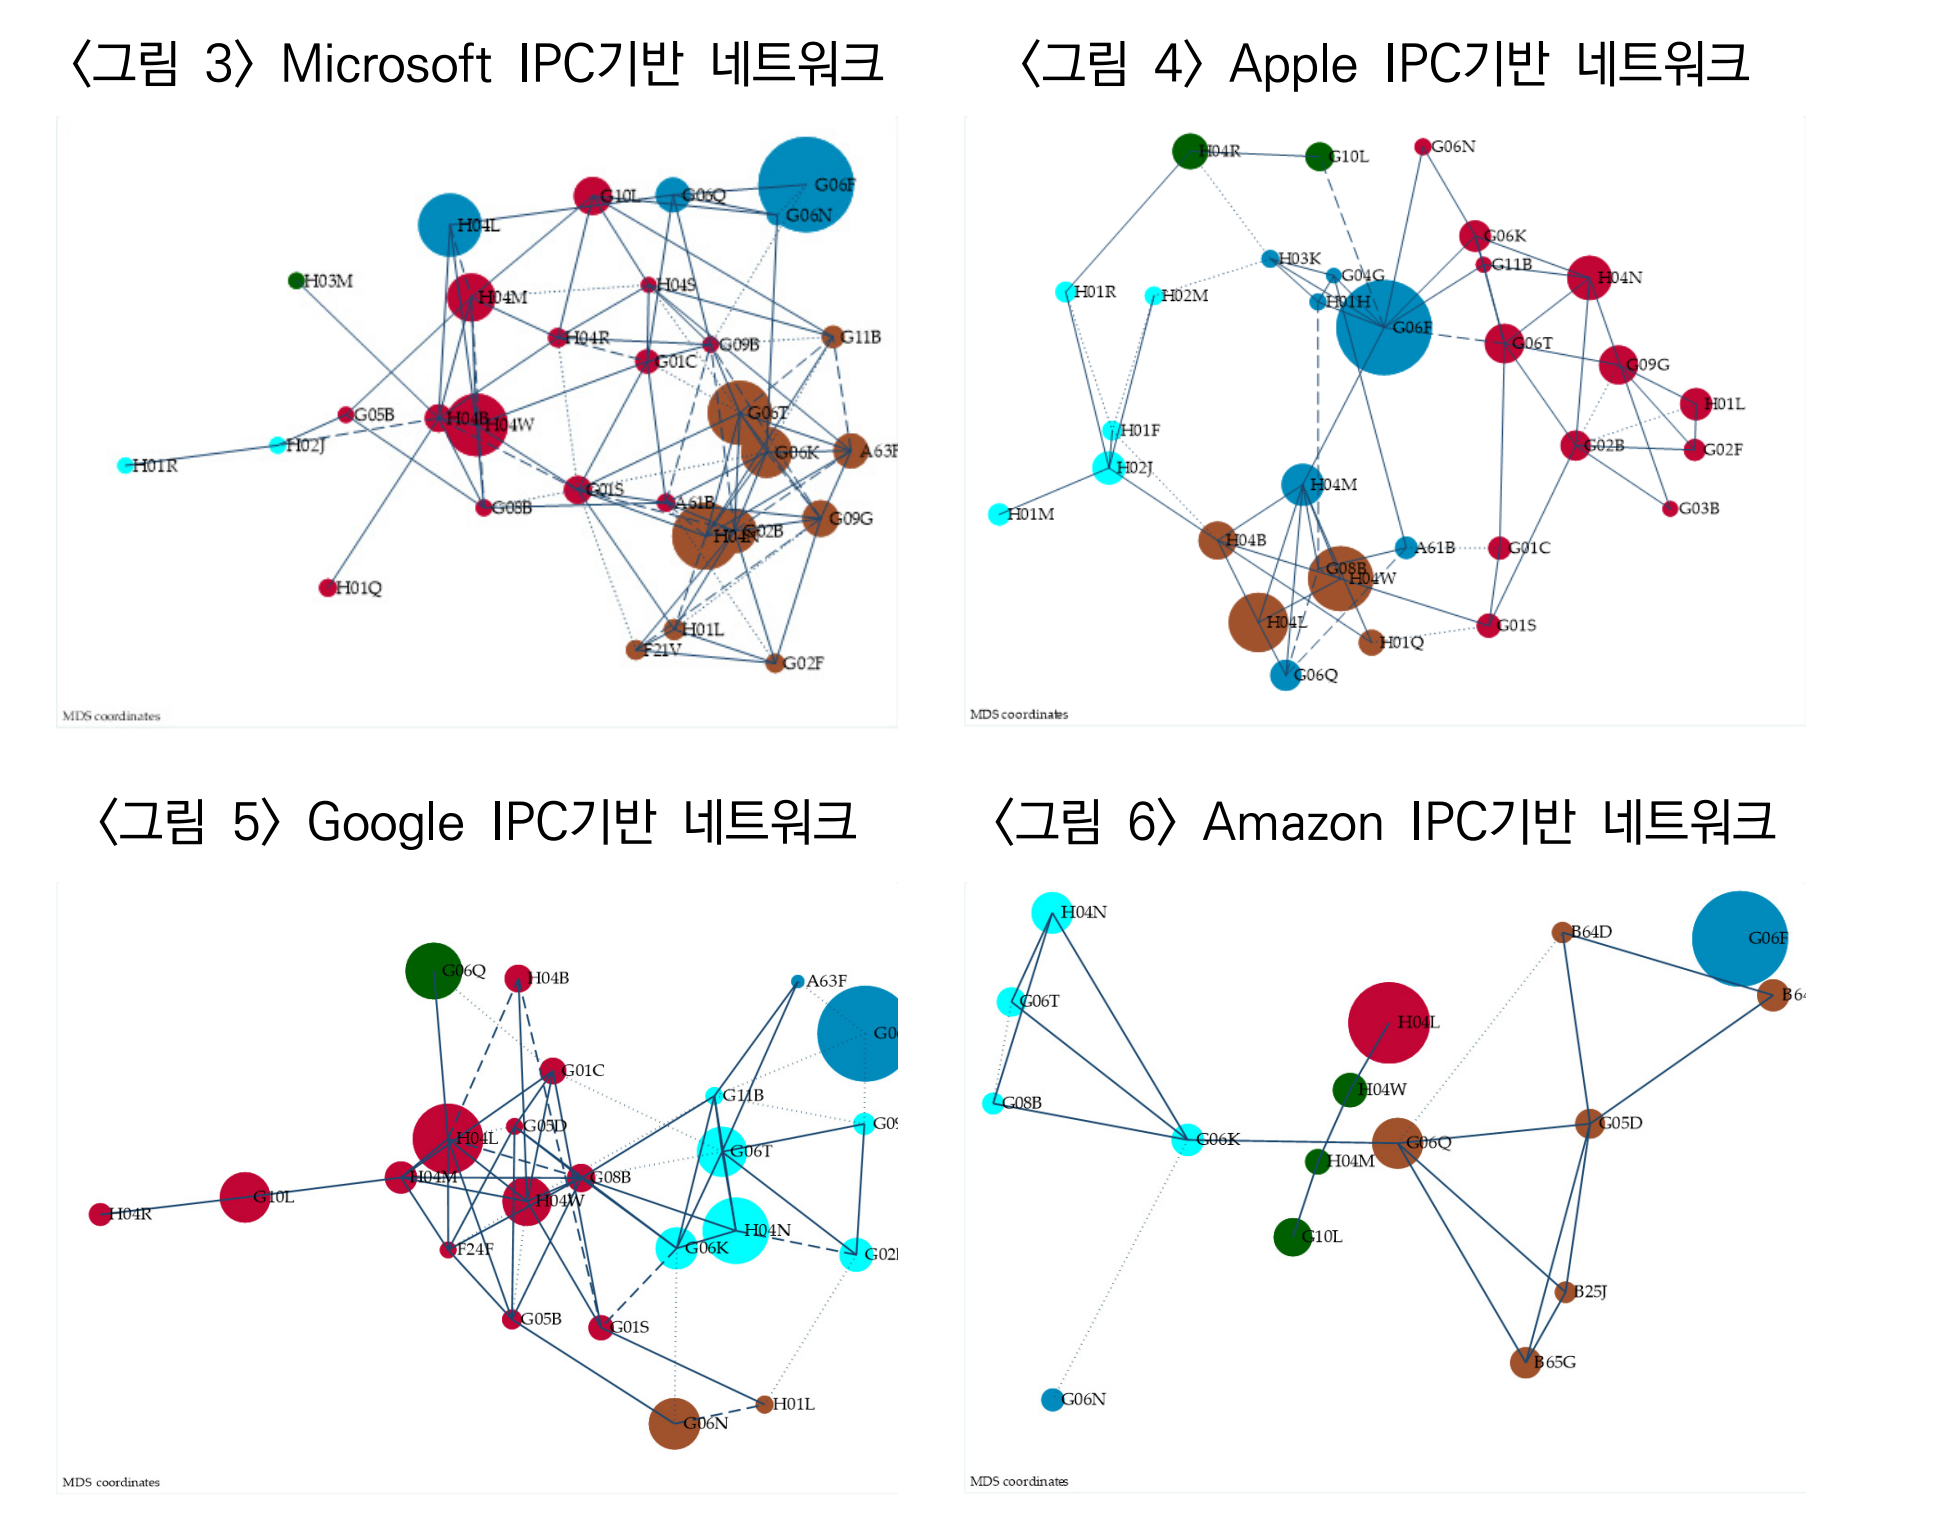 〈그림 3〉 Microsoft IPC기반 네트워크
G06F
G10L
G06Q
G06N
H04L
H03M
H04S
H04M
H04R
G09B
G11B
G01C
G05B
H04B
G06T
H04W
H02J
G06K
A63F
H01R
G01S
A61B
G08B
G09G
G02B
H04N
H01Q
H01L
F21V
G02F
MDS coordinates
〈그림 4〉 Apple IPC기반 네트워크
H04R
G10L
G06N
G06K
H03K
G11B
G04G
H04N
H01R
H02M
H01H
G06F
G06T
G09G
H01L
H01F
G02B
G02F
H02J
H04M
G03B
H01M
H04B
A61B
G01C
G08B
H04W
H04L
G01S
H01Q
G06Q
MDS coordinates
〈그림 5〉 Google IPC기반 네트워크
G06Q
H04B
A63F
G0
G01C
G11B
G05D
G09
H04L
G06T
H04M
G08B
G10L
H04W
H04R
H04N
F24F
G06K
G02
G05B
G01S
H01L
G06N
MDS coordinates
〈그림 6〉 Amazon IPC기반 네트워크
H04N
B64D
G06F
B64
G06T
H04L
H04W
G08B
G05D
G06K
G06Q
H04M
G10L
B25J
B65G
G06N
MDS coordinates